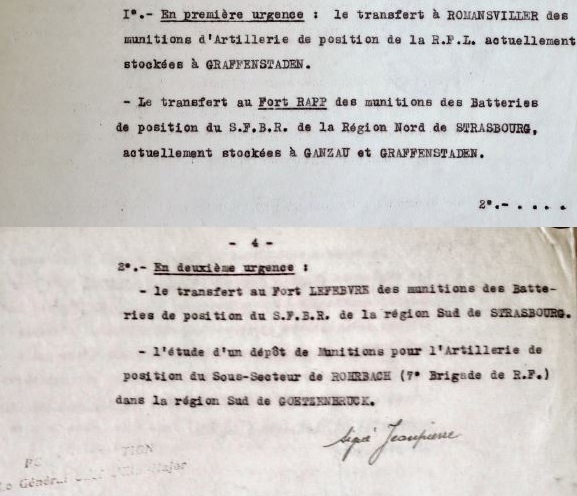 1°.- En première urgence : le transfert à ROMANSVILLER des
munitions d'Artillerie de position de la R.F.L. actuellement
stockées à GRAFFENSTADEN.
- Le transfert au Fort RAPP des munitions des Batteries
de position du S.F.B.R. de la Région Nord de STRASBOURG,
actuellement stockées à GANZAU et GRAFFENSTADEN.
2°.- . . . .
- 4 -
2°.- En deuxième urgence :
- le transfert au Fort LEFEBVRE des munitions des Batte-
ries de position du S.F.B.R. de la région Sud de STRASBOURG.
- l'étude d'un dépôt de Munitions pour l'Artillerie de
position du Sous-Secteur de ROHRBACH (7° Brigade de R.F.)
dans la région Sud de GOETZENBRUCK.
signé Jeanpierre
Le Général